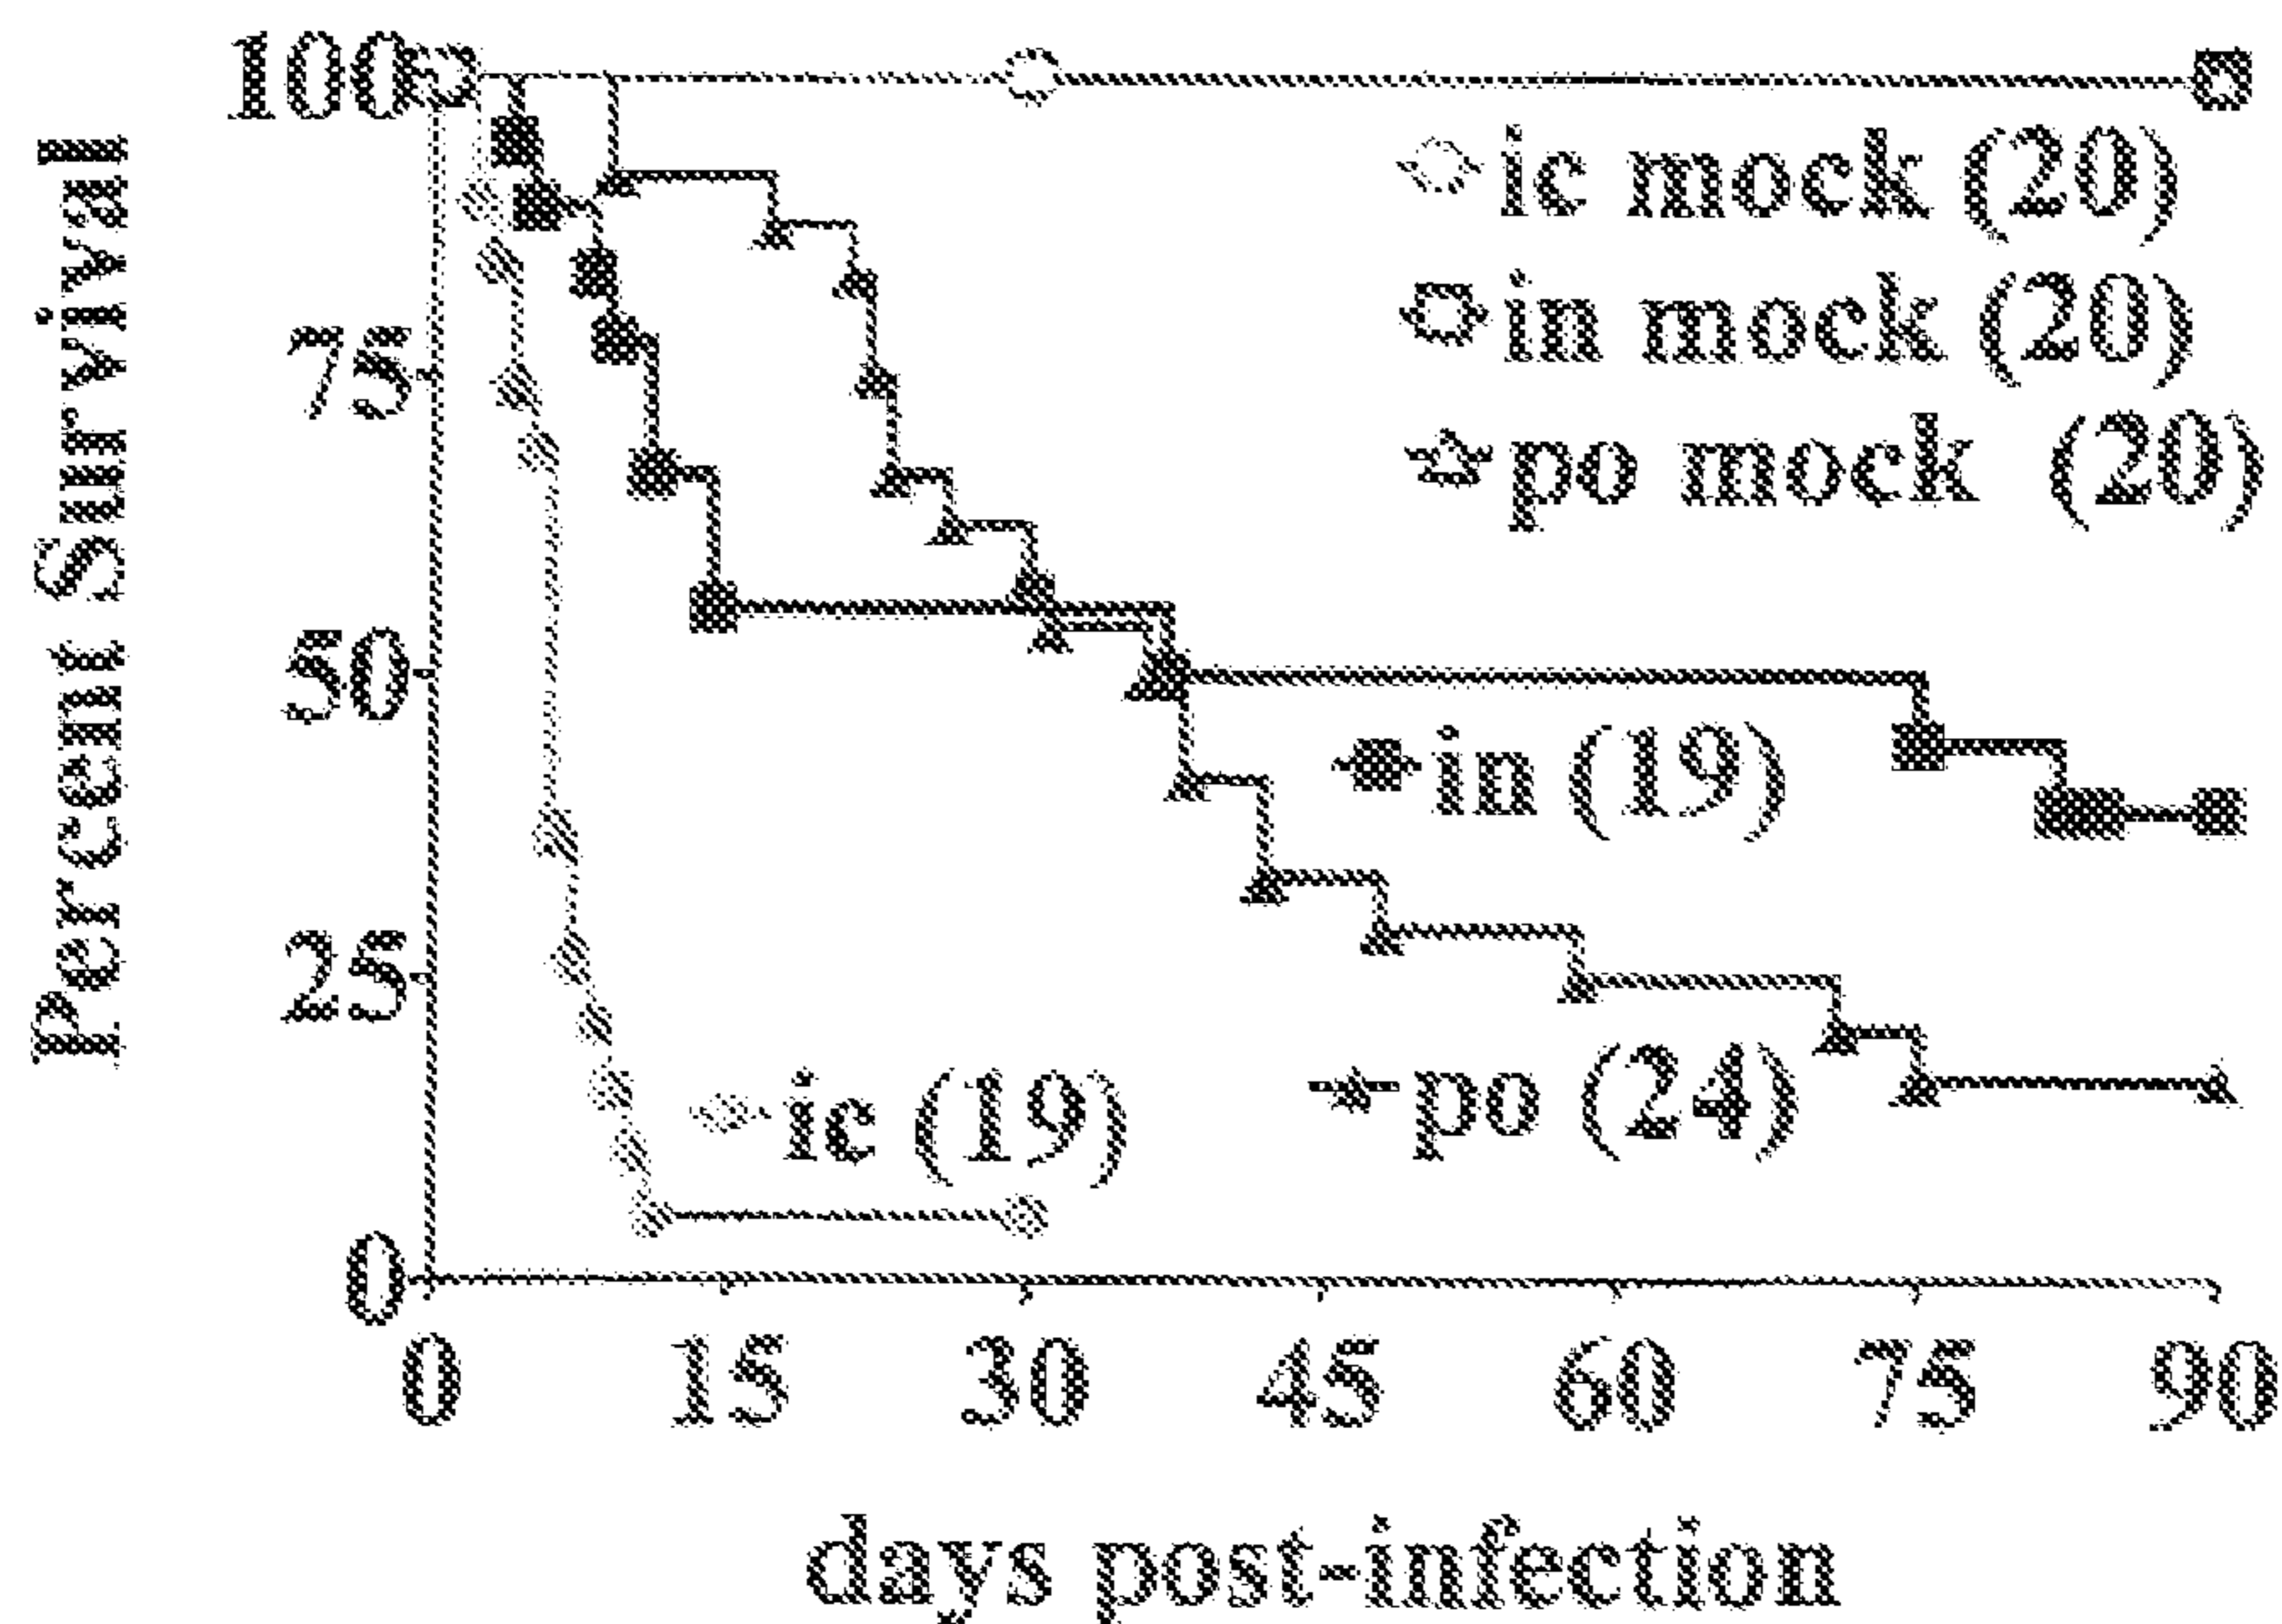 Percent Survival
100
75
50
25
0
ic mock (20)
in mock (20)
po mock (20)
in (19)
po (24)
ic (19)
0 15 30 45 60 75 90
days post-infection